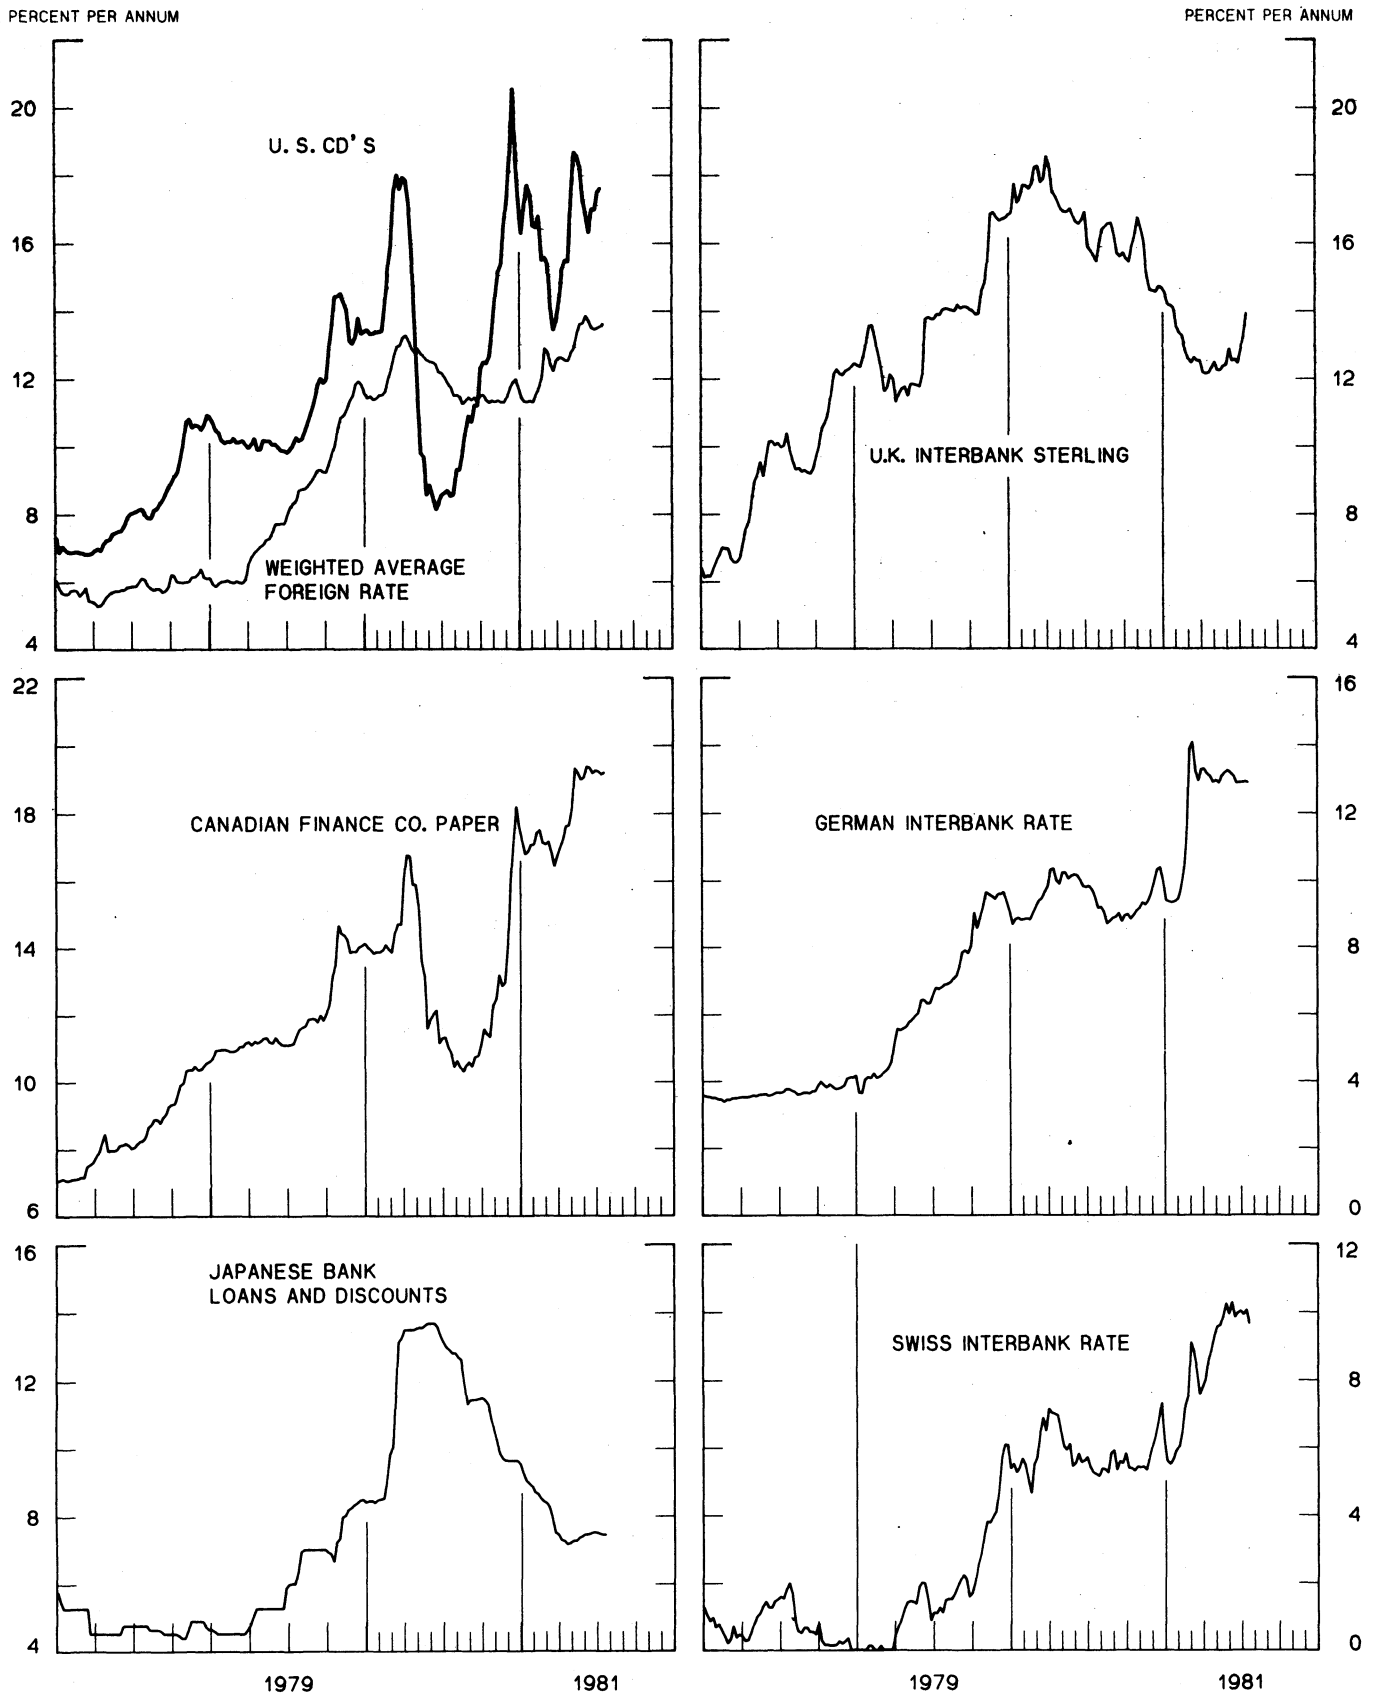 PERCENT PER ANNUM
PERCENT PER ANNUM
20
16
12
8
4
U. S. CD'S
WEIGHTED AVERAGE
FOREIGN RATE
20
16
12
8
4
U.K. INTERBANK STERLING
22
18
14
10
6
CANADIAN FINANCE CO. PAPER
16
12
8
4
0
GERMAN INTERBANK RATE
16
12
8
4
JAPANESE BANK
LOANS AND DISCOUNTS
12
8
4
0
SWISS INTERBANK RATE
1979
1981
1979
1981